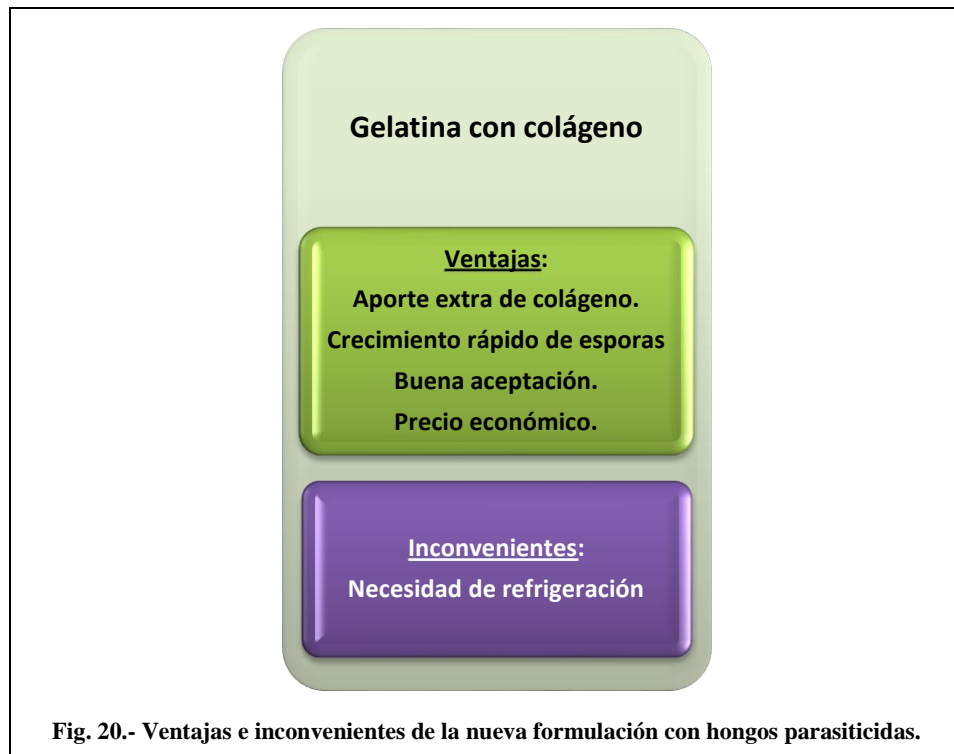 Gelatina con colágeno
Ventajas:
Aporte extra de colágeno.
Crecimiento rápido de esporas
Buena aceptación.
Precio económico.
Inconvenientes:
Necesidad de refrigeración
Fig. 20.- Ventajas e inconvenientes de la nueva formulación con hongos parasiticidas.